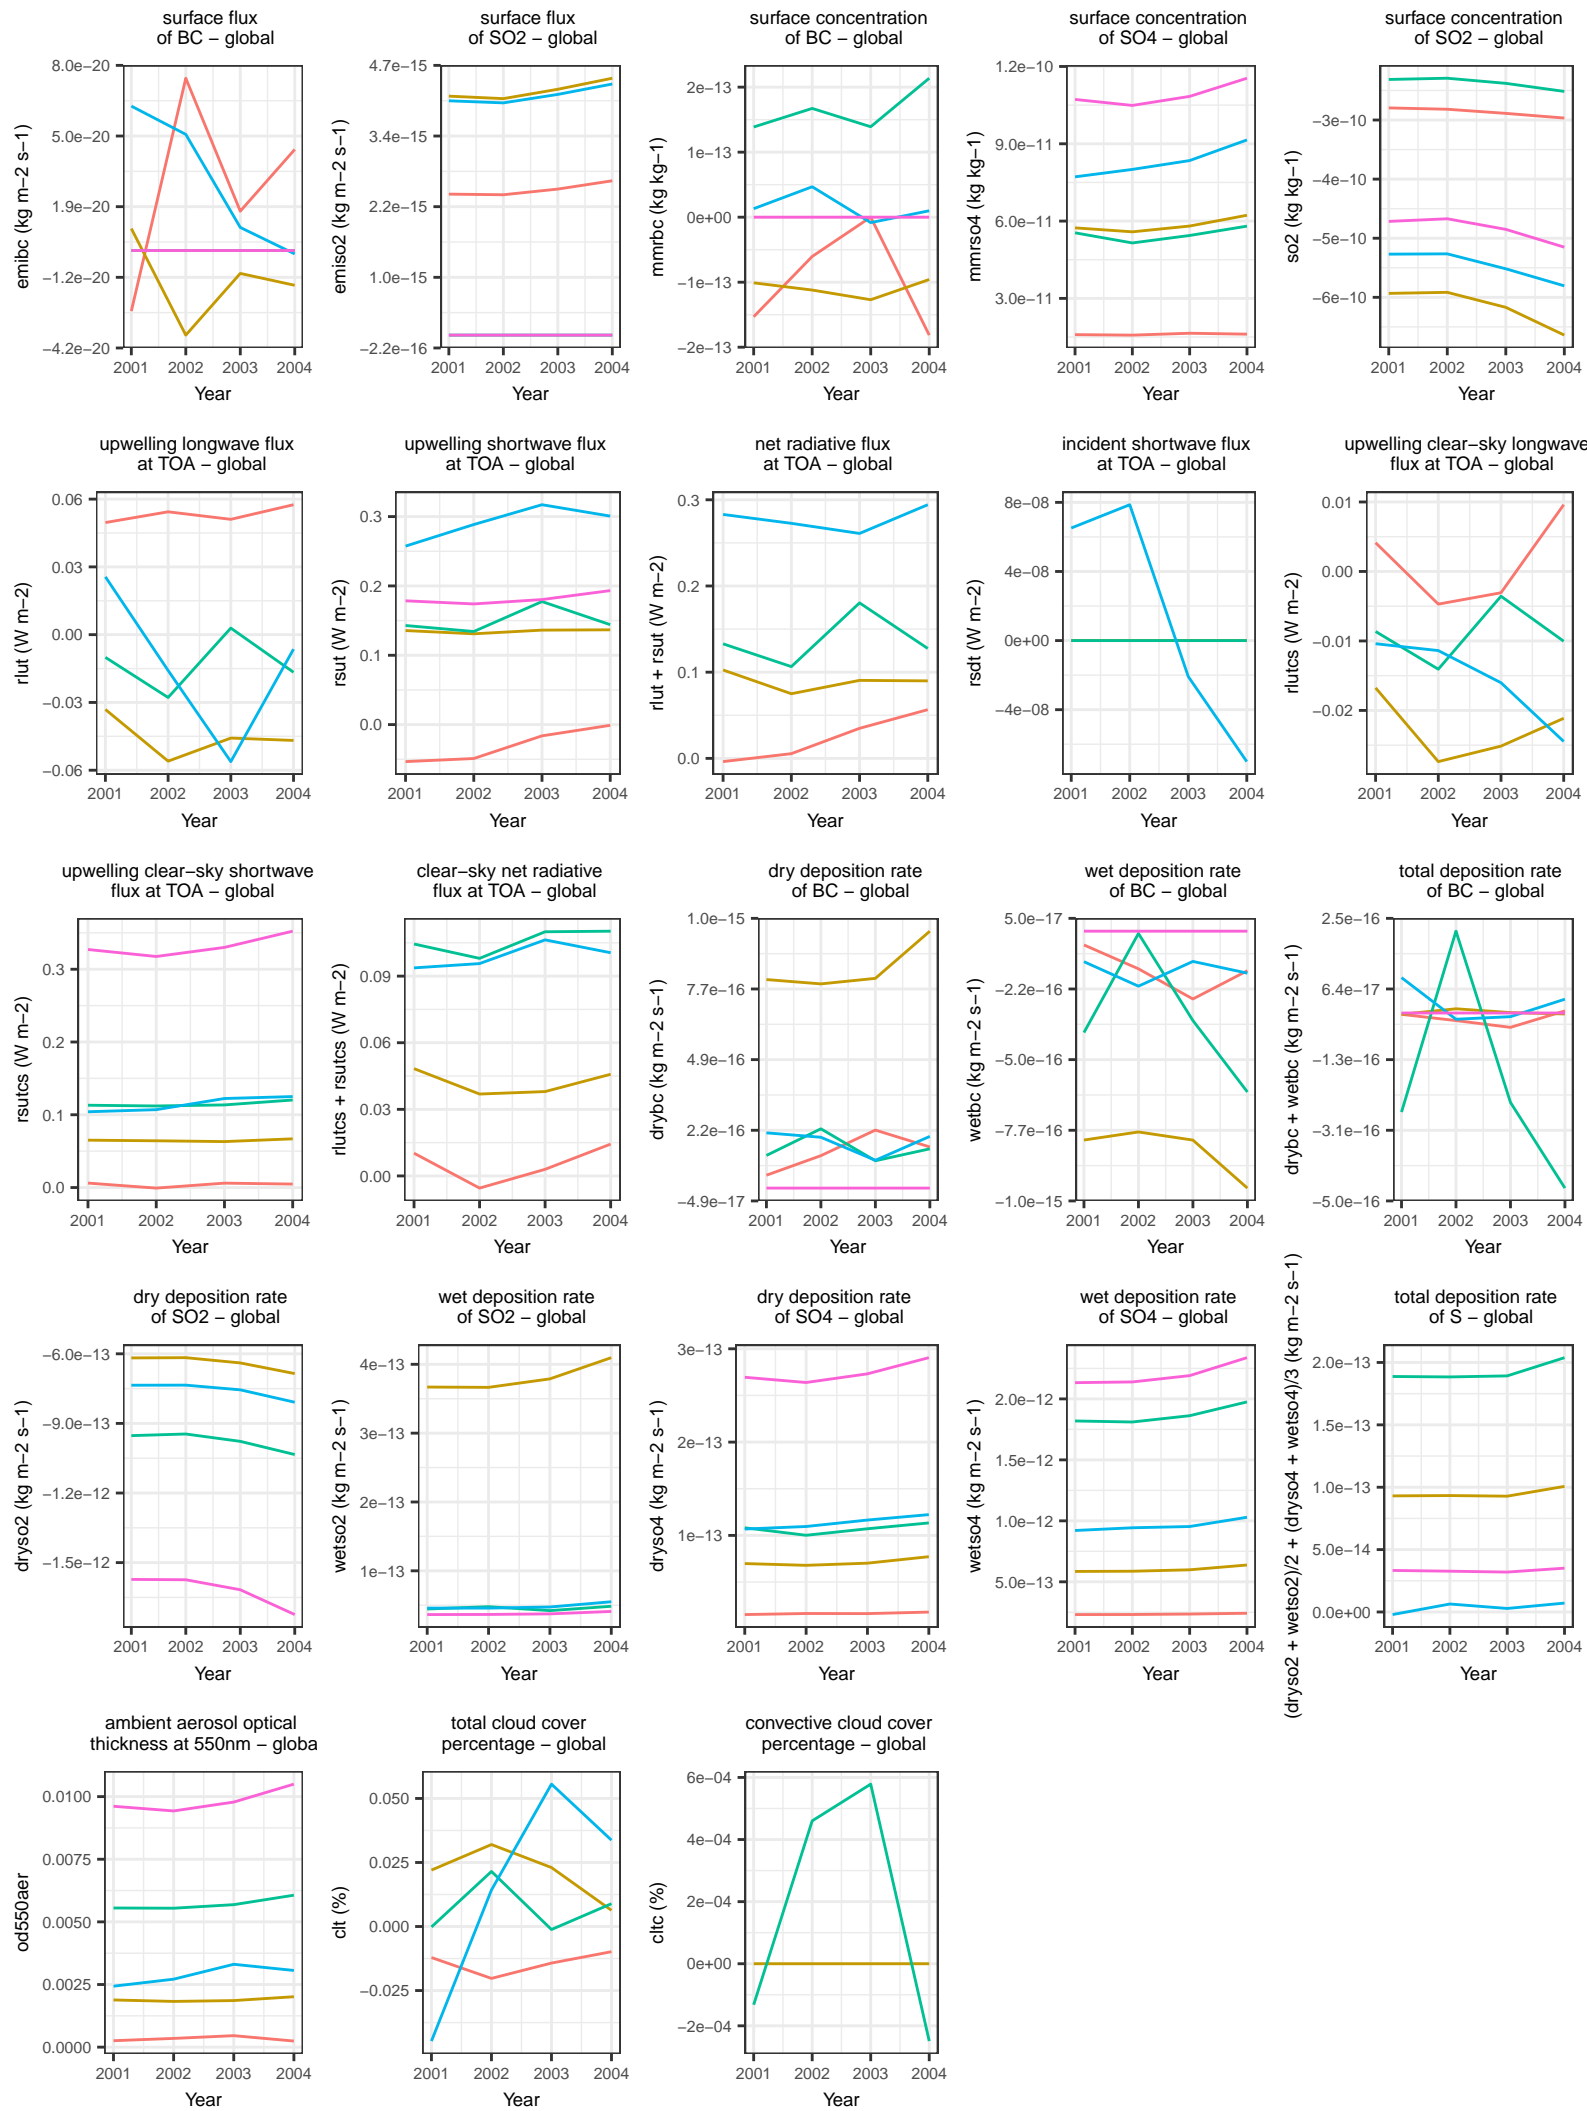 surface flux
of BC − global
8.0e−20
5.0e−20
1.9e−20
−1.2e−20
−4.2e−20
2001 2002 2003 2004
Year
emibc (kg m−2 s−1)
surface flux
of SO2 − global
4.7e−15
3.4e−15
2.2e−15
1.0e−15
−2.2e−16
2001 2002 2003 2004
Year
emiso2 (kg m−2 s−1)
surface concentration
of BC − global
2e−13
1e−13
0e+00
−1e−13
−2e−13
2001 2002 2003 2004
Year
mmrbc (kg kg−1)
surface concentration
of SO4 − global
1.2e−10
9.0e−11
6.0e−11
3.0e−11
2001 2002 2003 2004
Year
mmrso4 (kg kg−1)
surface concentration
of SO2 − global
−3e−10
−4e−10
−5e−10
−6e−10
2001 2002 2003 2004
Year
so2 (kg kg−1)
upwelling longwave flux
at TOA − global
0.06
0.03
0.00
−0.03
−0.06
2001 2002 2003 2004
Year
rlut (W m−2)
upwelling shortwave flux
at TOA − global
0.3
0.2
0.1
0.0
2001 2002 2003 2004
Year
rsut (W m−2)
net radiative flux
at TOA − global
0.3
0.2
0.1
0.0
2001 2002 2003 2004
Year
rlut + rsut (W m−2)
incident shortwave flux
at TOA − global
8e−08
4e−08
0e+00
−4e−08
2001 2002 2003 2004
Year
rsdt (W m−2)
upwelling clear−sky longwave
flux at TOA − global
0.01
0.00
−0.01
−0.02
2001 2002 2003 2004
Year
rlutcs (W m−2)
upwelling clear−sky shortwave
flux at TOA − global
0.3
0.2
0.1
0.0
2001 2002 2003 2004
Year
rsutcs (W m−2)
clear−sky net radiative
flux at TOA − global
0.09
0.06
0.03
0.00
2001 2002 2003 2004
Year
rlutcs + rsutcs (W m−2)
dry deposition rate
of BC − global
1.0e−15
7.7e−16
4.9e−16
2.2e−16
−4.9e−17
2001 2002 2003 2004
Year
drybc (kg m−2 s−1)
wet deposition rate
of BC − global
5.0e−17
−2.2e−16
−5.0e−16
−7.7e−16
−1.0e−15
2001 2002 2003 2004
Year
wetbc (kg m−2 s−1)
total deposition rate
of BC − global
2.5e−16
6.4e−17
−1.3e−16
−3.1e−16
−5.0e−16
2001 2002 2003 2004
Year
drybc + wetbc (kg m−2 s−1)
dry deposition rate
of SO2 − global
−6.0e−13
−9.0e−13
−1.2e−12
−1.5e−12
2001 2002 2003 2004
Year
dryso2 (kg m−2 s−1)
wet deposition rate
of SO2 − global
4e−13
3e−13
2e−13
1e−13
2001 2002 2003 2004
Year
wetso2 (kg m−2 s−1)
dry deposition rate
of SO4 − global
3e−13
2e−13
1e−13
2001 2002 2003 2004
Year
dryso4 (kg m−2 s−1)
wet deposition rate
of SO4 − global
2.0e−12
1.5e−12
1.0e−12
5.0e−13
2001 2002 2003 2004
Year
wetso4 (kg m−2 s−1)
total deposition rate
of S − global
2.0e−13
1.5e−13
1.0e−13
5.0e−14
0.0e+00
2001 2002 2003 2004
Year
(dryso2 + wetso2)/2 + (dryso4 + wetso4)/3 (kg m−2 s−1)
ambient aerosol optical
thickness at 550nm − globa
0.0100
0.0075
0.0050
0.0025
0.0000
2001 2002 2003 2004
Year
od550aer
total cloud cover
percentage − global
0.050
0.025
0.000
−0.025
2001 2002 2003 2004
Year
clt (%)
convective cloud cover
percentage − global
6e−04
4e−04
2e−04
0e+00
−2e−04
2001 2002 2003 2004
Year
cltc (%)